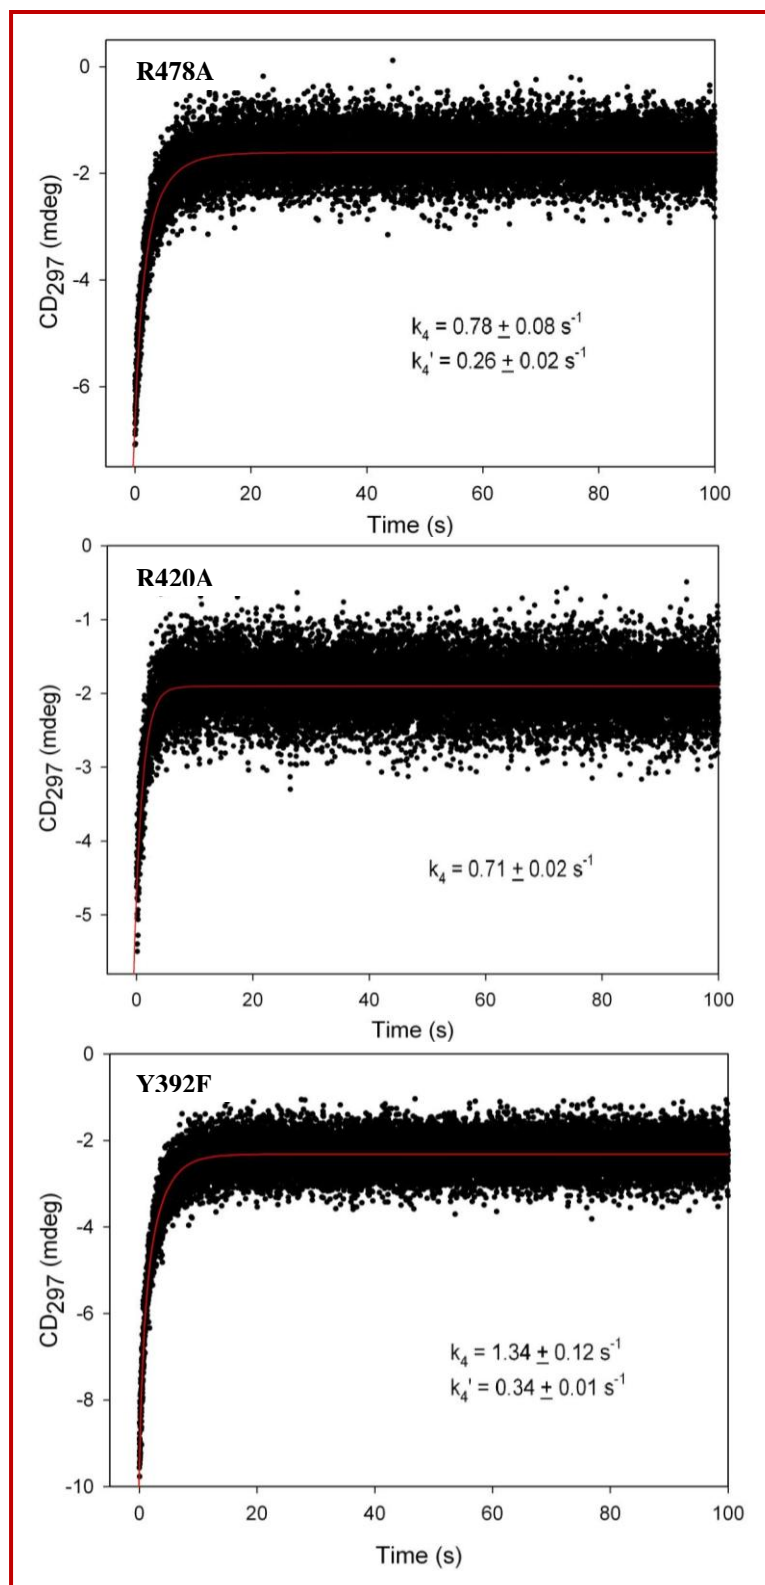 R478A
0
-2
-4
-6
CD297 (mdeg)
k4 = 0.78 ± 0.08 s-1
k4' = 0.26 ± 0.02 s-1
0 20 40 60 80 100
Time (s)
R420A
0
-1
-2
-3
-4
-5
CD297 (mdeg)
k4 = 0.71 ± 0.02 s-1
0 20 40 60 80 100
Time (s)
Y392F
0
-2
-4
-6
-8
-10
CD297 (mdeg)
k4 = 1.34 ± 0.12 s-1
k4' = 0.34 ± 0.01 s-1
0 20 40 60 80 100
Time (s)